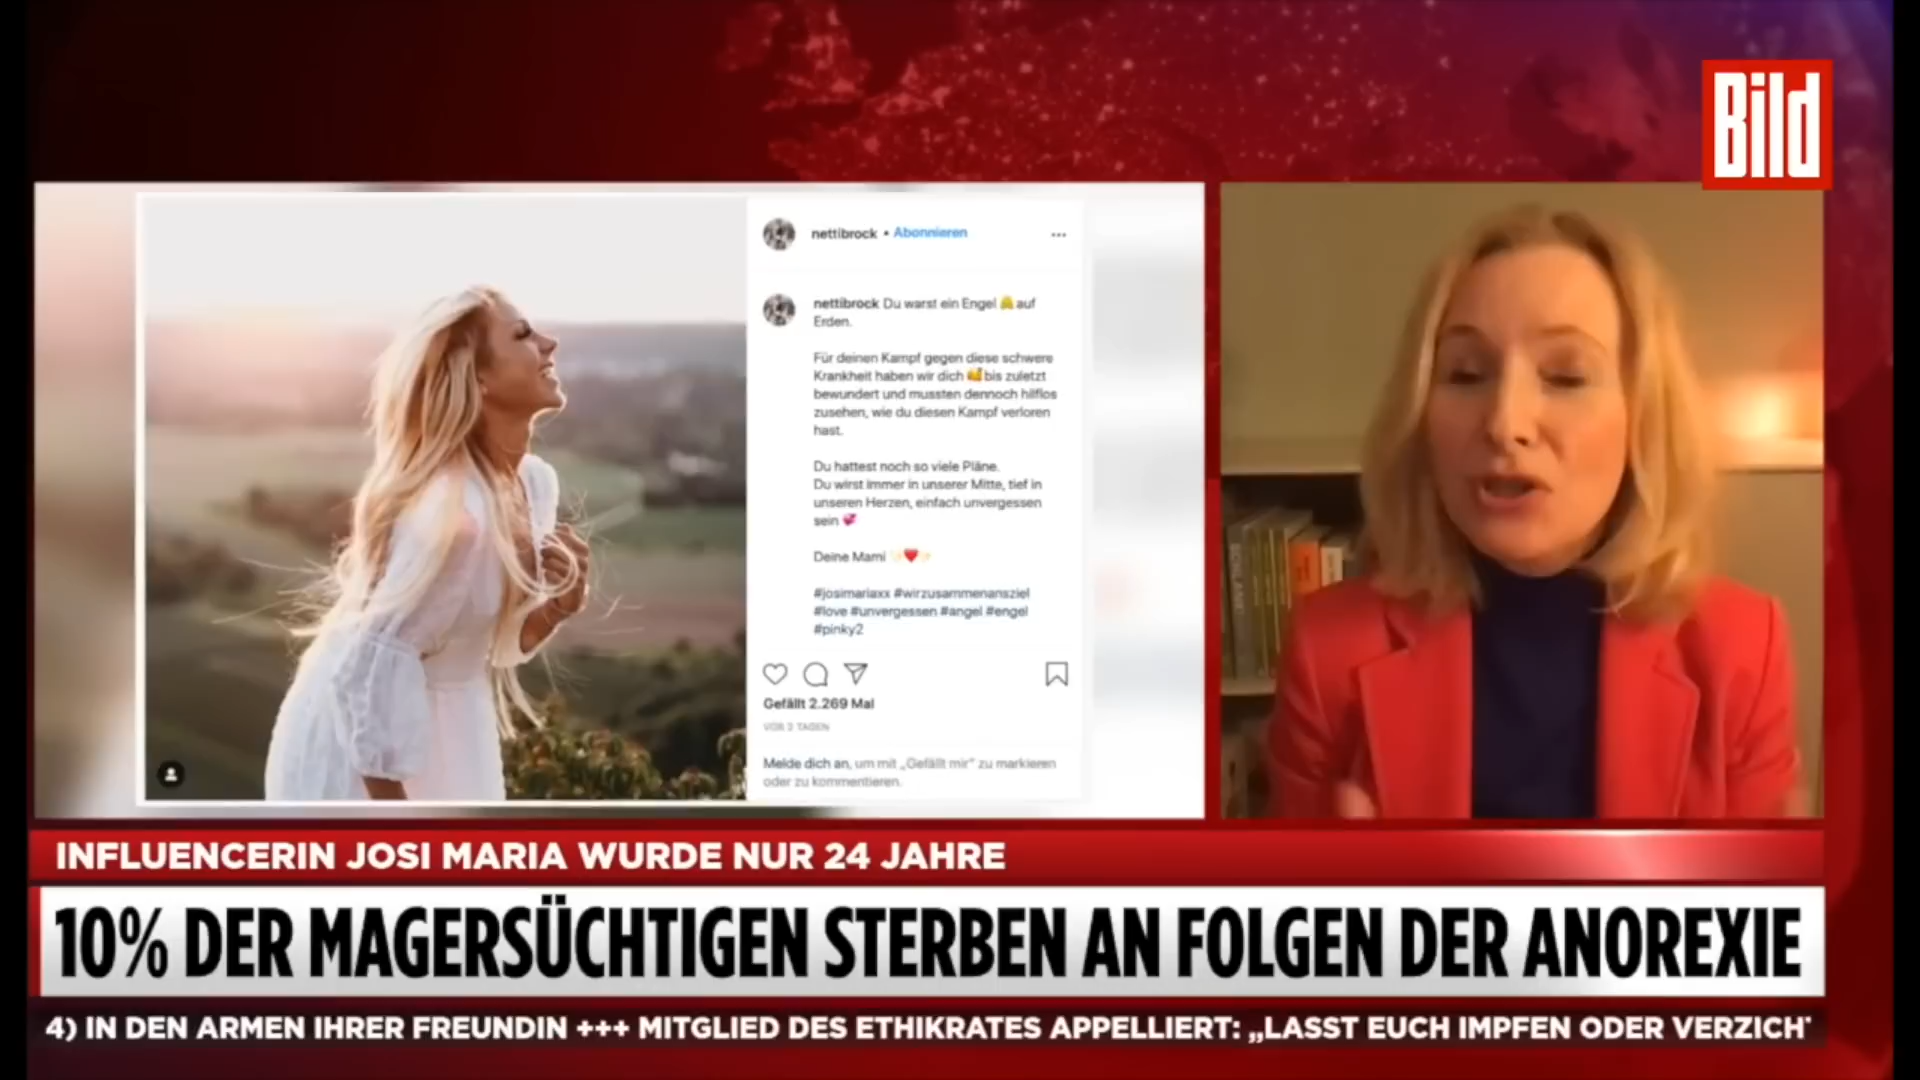 Bild
nettibrock • Abonnieren
nettibrock Du warst ein Engel auf
Erden.
Für deinen Kampf gegen diese schwere
Krankheit haben wir dich bis zuletzt
bewundert und mussten dennoch hilflos
zusehen, wie du diesen Kampf verloren
hast.
Du hattest noch so viele Pläne.
Du wirst immer in unserer Mitte, tief in
unseren Herzen, einfach unvergessen
sein
Deine Mami
#josimariaxx #wirzusammenansziel
#love #unvergessen #angel #engel
#pinky2
Gefällt 2.269 Mal
VOR 2 TAGEN
Melde dich an, um mit „Gefällt mir“ zu markieren
oder zu kommentieren.
INFLUENCERIN JOSI MARIA WURDE NUR 24 JAHRE
10% DER MAGERSÜCHTIGEN STERBEN AN FOLGEN DER ANOREXIE
4) IN DEN ARMEN IHRER FREUNDIN +++ MITGLIED DES ETHIKRATES APPELLIERT: „LASST EUCH IMPFEN ODER VERZICH